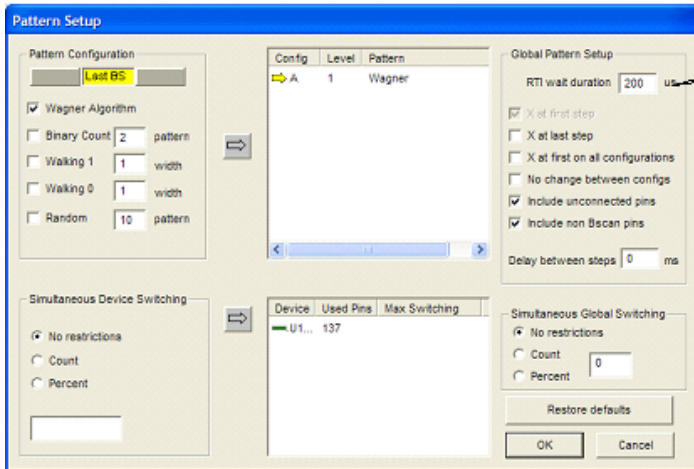 Pattern Setup
Pattern Configuration
Last BS
Wagner Algorithm
Binary Count 2 pattern
Walking 1 1 width
Walking 0 1 width
Random 10 pattern
Config Level Pattern
A 1 Wagner
Global Pattern Setup
RTI wait duration 200 us
X at first step
X at last step
X at first on all configurations
No change between configs
Include unconnected pins
Include non Bscan pins
Delay between steps 0 ms
Simultaneous Device Switching
No restrictions
Count
Percent
Device Used Pins Max Switching
U1... 137
Simultaneous Global Switching
No restrictions
Count
0
Percent
Restore defaults
OK Cancel